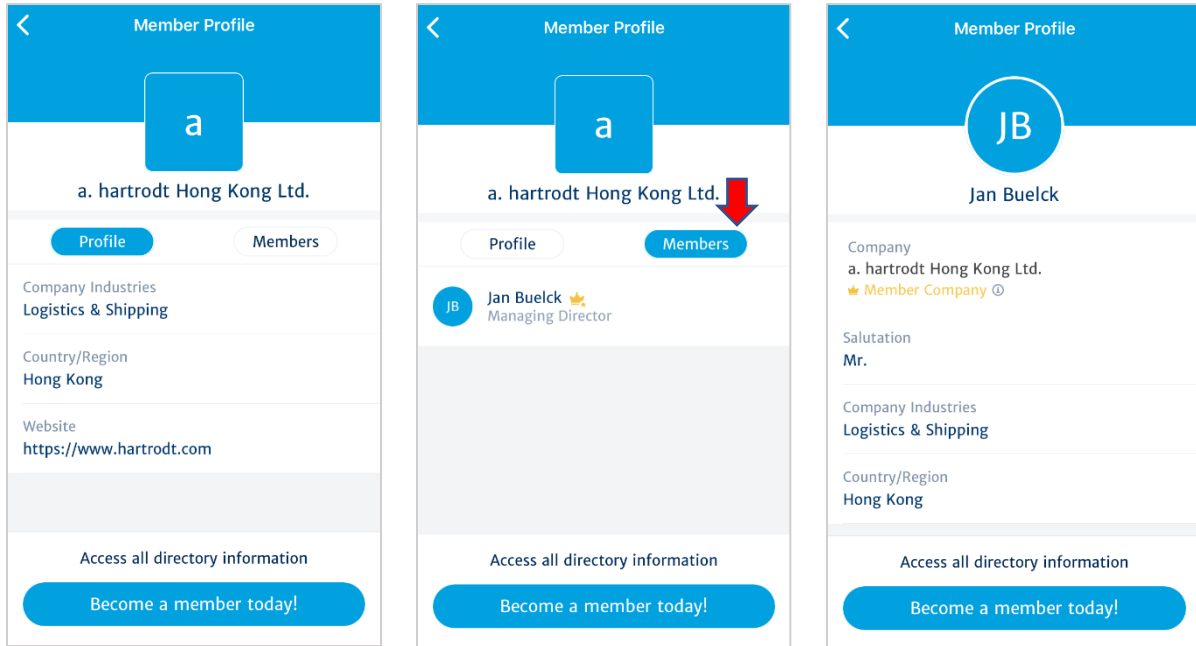 Member Profile
a
a. hartrodt Hong Kong Ltd.
Profile
Members
Company Industries
Logistics & Shipping
Country/Region
Hong Kong
Website
https://www.hartrodt.com
Access all directory information
Become a member today!
Member Profile
a
a. hartrodt Hong Kong Ltd.
Profile
Members
JB
Jan Buelck
Managing Director
Access all directory information
Become a member today!
Member Profile
JB
Jan Buelck
Company
a. hartrodt Hong Kong Ltd.
Member Company
Salutation
Mr.
Company Industries
Logistics & Shipping
Country/Region
Hong Kong
Access all directory information
Become a member today!